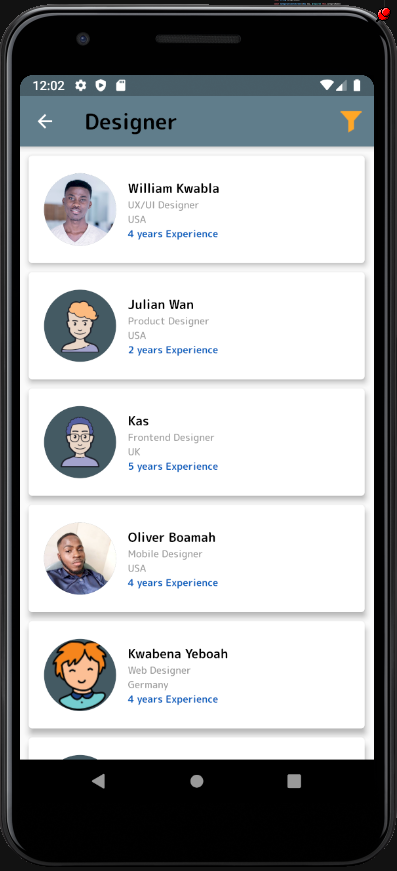 12:02
Designer
William Kwabla
UX/UI Designer
USA
4 years Experience
Julian Wan
Product Designer
USA
2 years Experience
Kas
Frontend Designer
UK
5 years Experience
Oliver Boamah
Mobile Designer
USA
4 years Experience
Kwabena Yeboah
Web Designer
Germany
4 years Experience